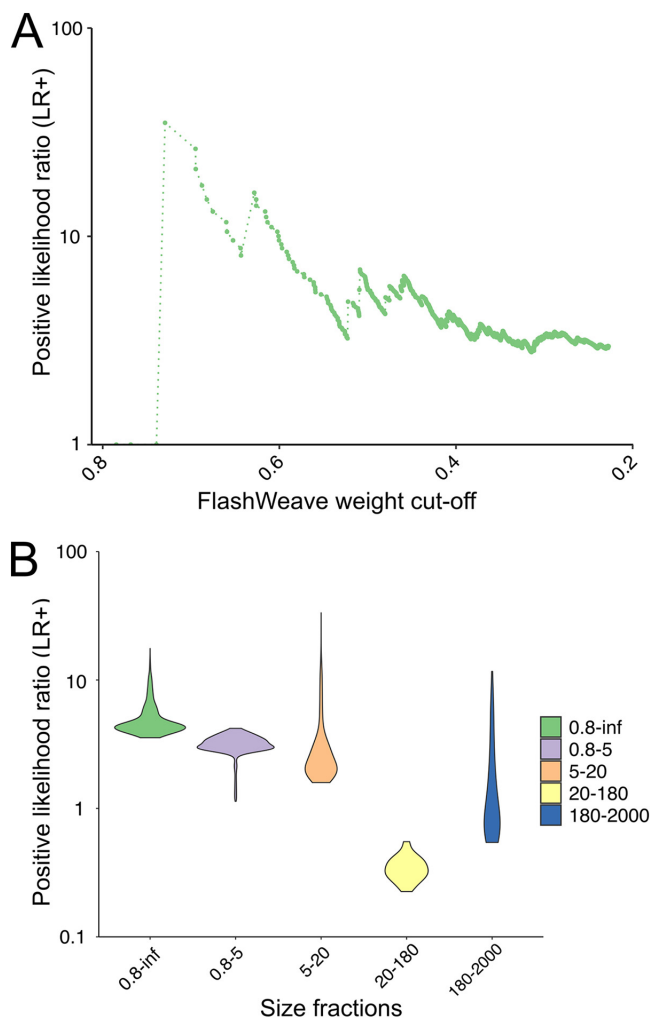 A
Positive likelihood ratio (LR+)
100
10
1
0.8
0.6
0.4
0.2
FlashWeave weight cut-off
B
Positive likelihood ratio (LR+)
100
10
1
0.1
0.8-inf
0.8-5
5-20
20-180
180-2000
Size fractions
0.8-inf
0.8-5
5-20
20-180
180-2000